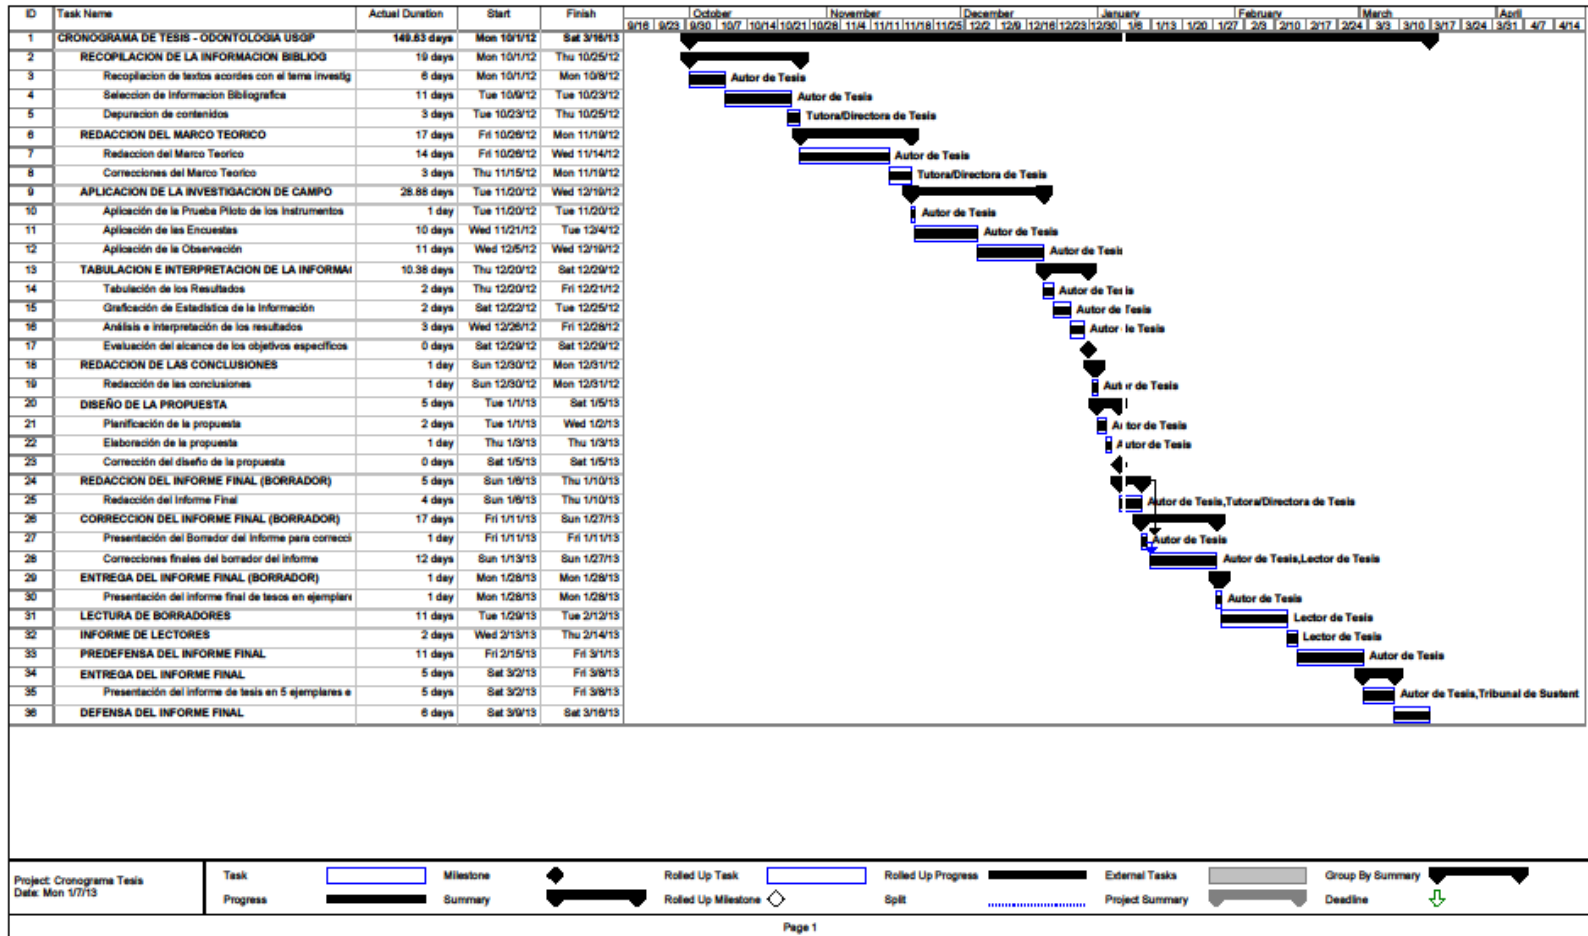 ID Task Name Actual Duration Start Finish October November December January February March April
9/16 9/23 9/30 10/7 10/14 10/21 10/28 11/4 11/11 11/18 11/25 12/2 12/9 12/16 12/23 12/30 1/6 1/13 1/20 1/27 2/3 2/10 2/17 2/24 3/3 3/10 3/17 3/24 3/31 4/7 4/14
1 CRONOGRAMA DE TESIS - ODONTOLOGIA USGP 149.63 days Mon 10/1/12 Sat 3/16/13
2 RECOPILACION DE LA INFORMACION BIBLIOG 19 days Mon 10/1/12 Thu 10/25/12
3 Recopilacion de textos acordes con el tema investig 6 days Mon 10/1/12 Mon 10/8/12 Autor de Tesis
4 Seleccion de Informacion Bibliografica 11 days Tue 10/9/12 Tue 10/23/12 Autor de Tesis
5 Depuracion de contenidos 3 days Tue 10/23/12 Thu 10/25/12 Tutora/Directora de Tesis
6 REDACCION DEL MARCO TEORICO 17 days Fri 10/26/12 Mon 11/19/12
7 Redaccion del Marco Teorico 14 days Fri 10/26/12 Wed 11/14/12 Autor de Tesis
8 Correcciones del Marco Teorico 3 days Thu 11/15/12 Mon 11/19/12 Tutora/Directora de Tesis
9 APLICACION DE LA INVESTIGACION DE CAMPO 28.88 days Tue 11/20/12 Wed 12/19/12
10 Aplicación de la Prueba Piloto de los Instrumentos 1 day Tue 11/20/12 Tue 11/20/12 Autor de Tesis
11 Aplicación de las Encuestas 10 days Wed 11/21/12 Tue 12/4/12 Autor de Tesis
12 Aplicación de la Observación 11 days Wed 12/5/12 Wed 12/19/12 Autor de Tesis
13 TABULACION E INTERPRETACION DE LA INFORMA 10.38 days Thu 12/20/12 Sat 12/29/12
14 Tabulación de los Resultados 2 days Thu 12/20/12 Fri 12/21/12 Autor de Tesis
15 Graficación de Estadística de la Información 2 days Sat 12/22/12 Tue 12/25/12 Autor de Tesis
16 Análisis e interpretación de los resultados 3 days Wed 12/26/12 Fri 12/28/12 Autor de Tesis
17 Evaluación del alcance de los objetivos específicos 0 days Sat 12/29/12 Sat 12/29/12
18 REDACCION DE LAS CONCLUSIONES 1 day Sun 12/30/12 Mon 12/31/12
19 Redacción de las conclusiones 1 day Sun 12/30/12 Mon 12/31/12 Autor de Tesis
20 DISEÑO DE LA PROPUESTA 5 days Tue 1/1/13 Sat 1/5/13
21 Planificación de la propuesta 2 days Tue 1/1/13 Wed 1/2/13 Autor de Tesis
22 Elaboración de la propuesta 1 day Thu 1/3/13 Thu 1/3/13 Autor de Tesis
23 Corrección del diseño de la propuesta 0 days Sat 1/5/13 Sat 1/5/13
24 REDACCION DEL INFORME FINAL (BORRADOR) 5 days Sun 1/6/13 Thu 1/10/13
25 Redacción del Informe Final 4 days Sun 1/6/13 Thu 1/10/13 Autor de Tesis,Tutora/Directora de Tesis
26 CORRECCION DEL INFORME FINAL (BORRADOR) 17 days Fri 1/11/13 Sun 1/27/13
27 Presentación del Borrador del Informe para correcci 1 day Fri 1/11/13 Fri 1/11/13 Autor de Tesis
28 Correcciones finales del borrador del informe 12 days Sun 1/13/13 Sun 1/27/13 Autor de Tesis,Lector de Tesis
29 ENTREGA DEL INFORME FINAL (BORRADOR) 1 day Mon 1/28/13 Mon 1/28/13
30 Presentación del informe final de tesos en ejemplare 1 day Mon 1/28/13 Mon 1/28/13 Autor de Tesis
31 LECTURA DE BORRADORES 11 days Tue 1/29/13 Tue 2/12/13 Lector de Tesis
32 INFORME DE LECTORES 2 days Wed 2/13/13 Thu 2/14/13 Lector de Tesis
33 PREDEFENSA DEL INFORME FINAL 11 days Fri 2/15/13 Fri 3/1/13 Autor de Tesis
34 ENTREGA DEL INFORME FINAL 5 days Sat 3/2/13 Fri 3/8/13
35 Presentación del informe de tesis en 5 ejemplares e 5 days Sat 3/2/13 Fri 3/8/13 Autor de Tesis,Tribunal de Sustent
36 DEFENSA DEL INFORME FINAL 6 days Sat 3/9/13 Sat 3/16/13
Project: Cronograma Tesis
Date: Mon 1/7/13
Task Milestone Rolled Up Task Rolled Up Progress External Tasks Group By Summary
Progress Summary Rolled Up Milestone Split Project Summary Deadline
Page 1